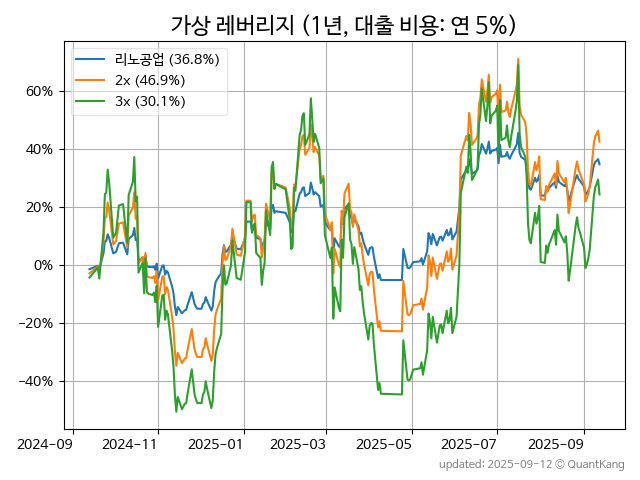 가상 레버리지 (1년, 대출 비용: 연 5%)
리노공업 (36.8%)
2x (46.9%)
3x (30.1%)
60%
40%
20%
0%
−20%
−40%
2024-09 2024-11 2025-01 2025-03 2025-05 2025-07 2025-09
updated: 2025-09-12 © QuantKang